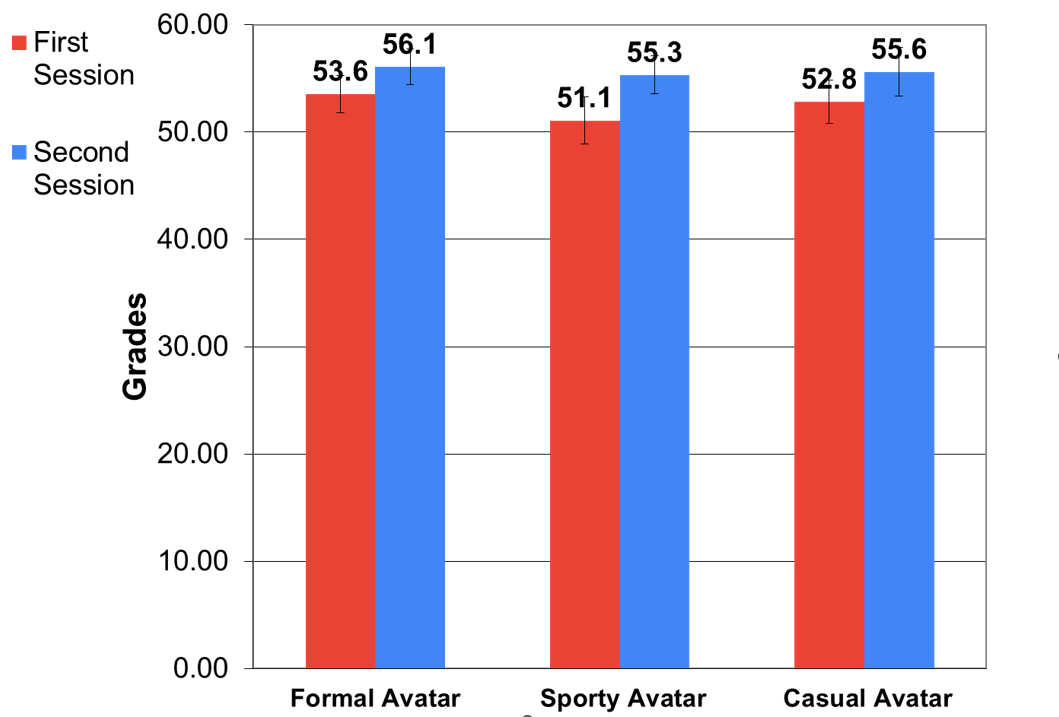 First
Session
Second
Session
Grades
60.00
50.00
40.00
30.00
20.00
10.00
0.00
53.6
56.1
51.1
55.3
52.8
55.6
Formal Avatar
Sporty Avatar
Casual Avatar